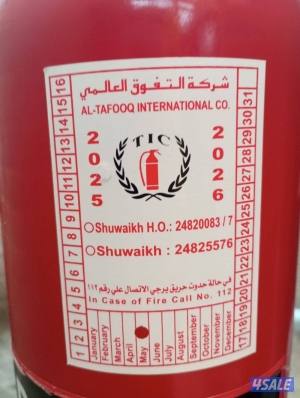 شركة التفوق العالمي
AL-TAFOOQ INTERNATIONAL CO.
2025
TIC
2026
Shuwaikh H.O.: 24820083 / 7
Shuwaikh : 24825576
في حالة حدوث حريق يرجي الاتصال علي رقم ١١٢
In Case of Fire Call No. 112
1 2 3 4 5 6 7 8 9 10 11 12 13 14 15 16
January
February
March
April
May
June
July
August
September
October
November
December
17 18 19 20 21 22 23 24 25 26 27 28 29 30 31
4SALE